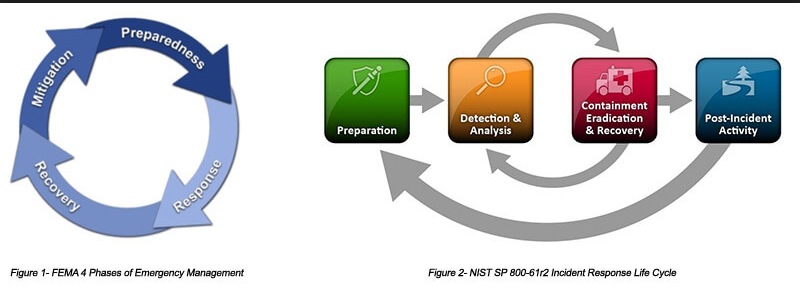 Preparedness
Mitigation
Response
Recovery
Preparation
Detection &
Analysis
Containment
Eradication
& Recovery
Post-Incident
Activity
Figure 1- FEMA 4 Phases of Emergency Management
Figure 2- NIST SP 800-61r2 Incident Response Life Cycle